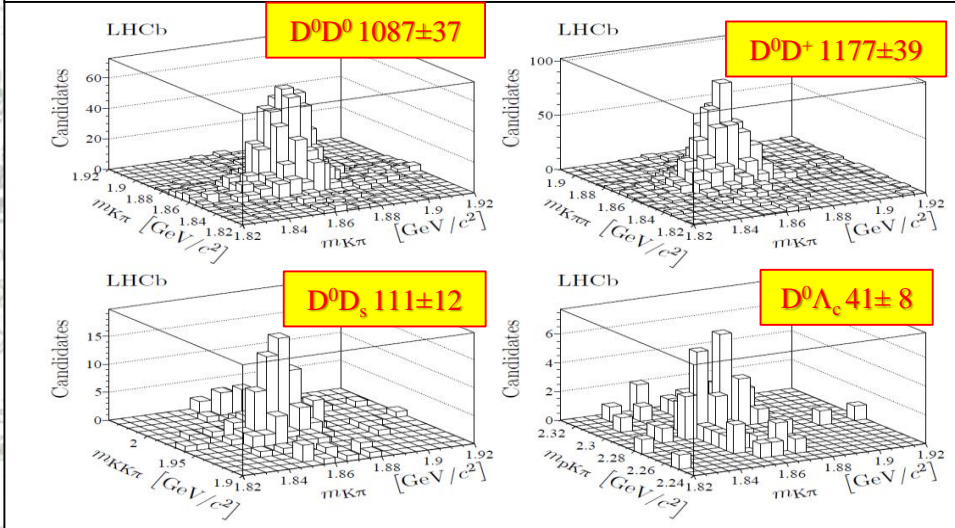 LHCb
D⁰D⁰ 1087±37
Candidates
60
40
20
0
1.92
1.9
1.88
1.86
1.84
1.82
mKπ [GeV/c²]
1.82
1.84
1.86
1.88
1.9
1.92
mKπ [GeV/c²]
LHCb
D⁰D⁺ 1177±39
Candidates
100
50
0
1.9
1.88
1.86
1.84
1.82
mKππ [GeV/c²]
1.82
1.84
1.86
1.88
1.9
1.92
mKπ [GeV/c²]
LHCb
D⁰Dₛ 111±12
Candidates
15
10
5
0
2
1.95
1.9
mKKπ [GeV/c²]
1.82
1.84
1.86
1.88
1.9
1.92
mKπ [GeV/c²]
LHCb
D⁰Λc 41± 8
Candidates
6
4
2
0
2.32
2.3
2.28
2.26
2.24
mpKπ [GeV/c²]
1.82
1.84
1.86
1.88
1.9
1.92
mKπ [GeV/c²]